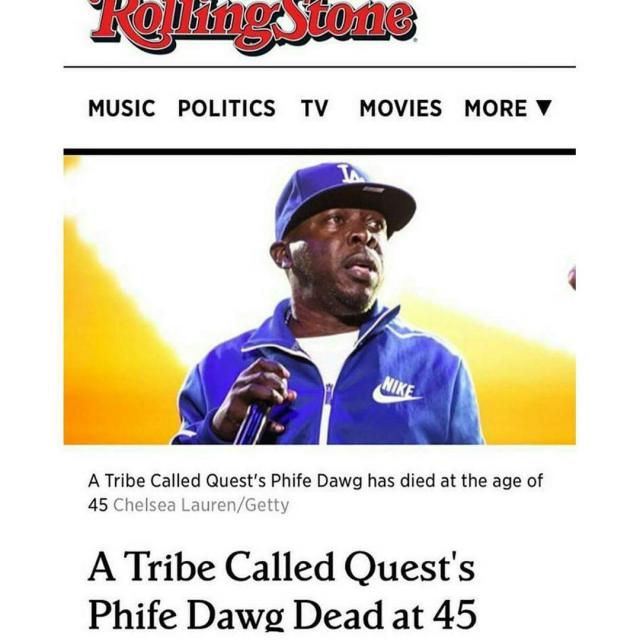 RollingStone
MUSIC POLITICS TV MOVIES MORE ▼
LA
NIKE
A Tribe Called Quest's Phife Dawg has died at the age of
45 Chelsea Lauren/Getty
A Tribe Called Quest's
Phife Dawg Dead at 45